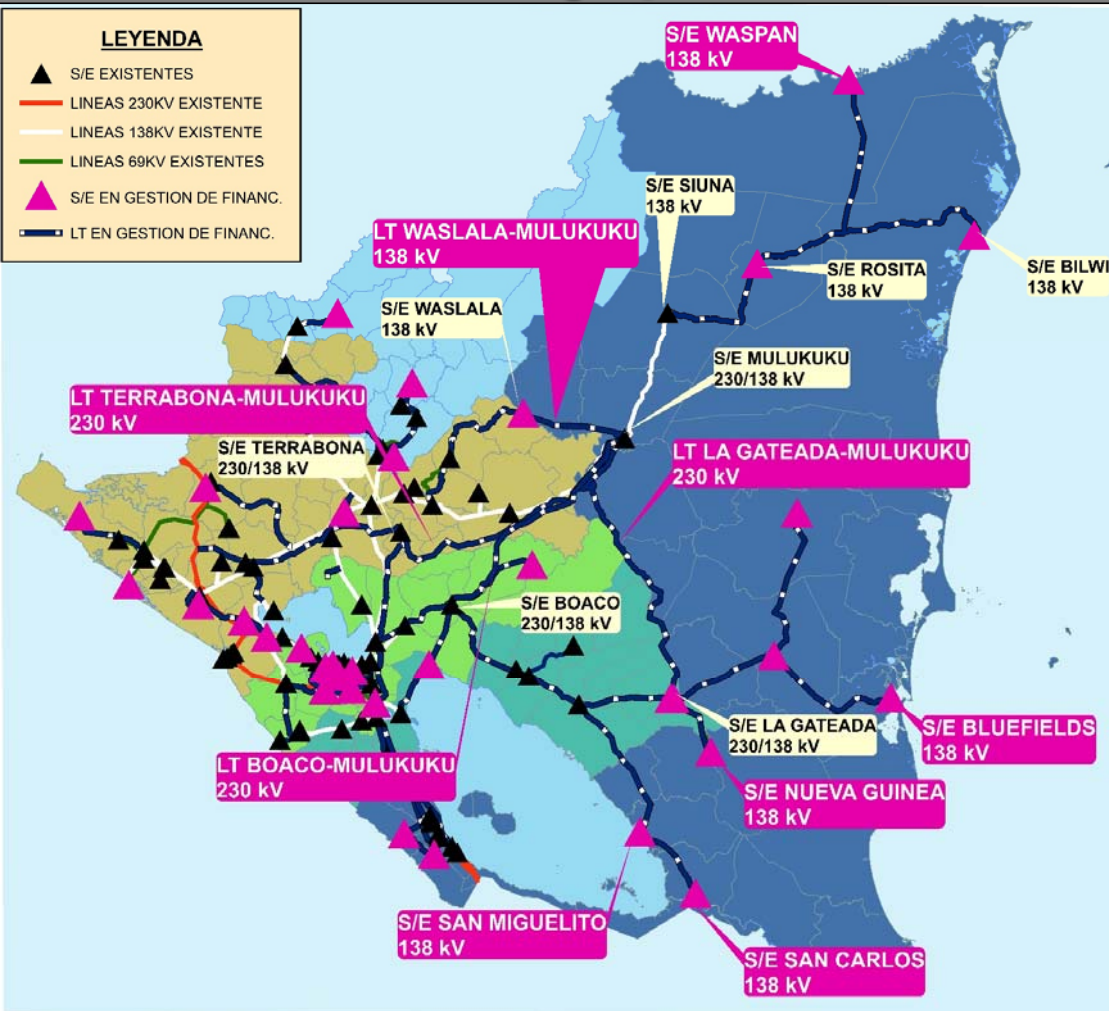 LEYENDA
S/E EXISTENTES
LINEAS 230KV EXISTENTE
LINEAS 138KV EXISTENTE
LINEAS 69KV EXISTENTES
S/E EN GESTION DE FINANC.
LT EN GESTION DE FINANC.
S/E WASPAN
138 kV
S/E SIUNA
138 kV
LT WASLALA-MULUKUKU
138 kV
S/E ROSITA
138 kV
S/E BILWI
138 kV
S/E WASLALA
138 kV
S/E MULUKUKU
230/138 kV
LT TERRABONA-MULUKUKU
230 kV
S/E TERRABONA
230/138 kV
LT LA GATEADA-MULUKUKU
230 kV
S/E BOACO
230/138 kV
S/E LA GATEADA
230/138 kV
S/E BLUEFIELDS
138 kV
LT BOACO-MULUKUKU
230 kV
S/E NUEVA GUINEA
138 kV
S/E SAN MIGUELITO
138 kV
S/E SAN CARLOS
138 kV